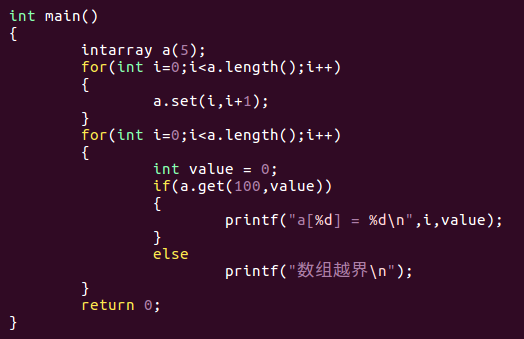 int main()
{
        intarray a(5);
        for(int i=0;i<a.length();i++)
        {
                a.set(i,i+1);
        }
        for(int i=0;i<a.length();i++)
        {
                int value = 0;
                if(a.get(100,value))
                {
                        printf("a[%d] = %d\n",i,value);
                }
                else
                        printf("数组越界\n");
        }
        return 0;
}